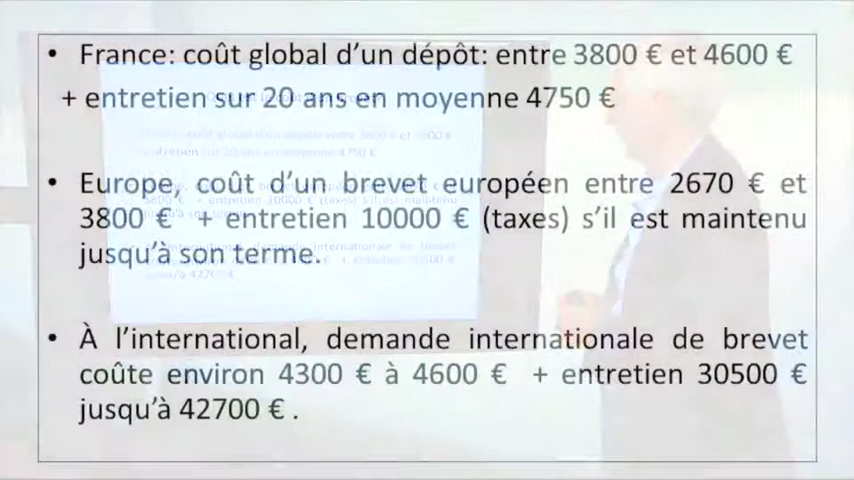 • France: coût global d’un dépôt: entre 3800 € et 4600 €
+ entretien sur 20 ans en moyenne 4750 €
• Europe, coût d’un brevet européen entre 2670 € et
3800 € + entretien 10000 € (taxes) s’il est maintenu
jusqu’à son terme.
• À l’international, demande internationale de brevet
coûte environ 4300 € à 4600 € + entretien 30500 €
jusqu’à 42700 € .